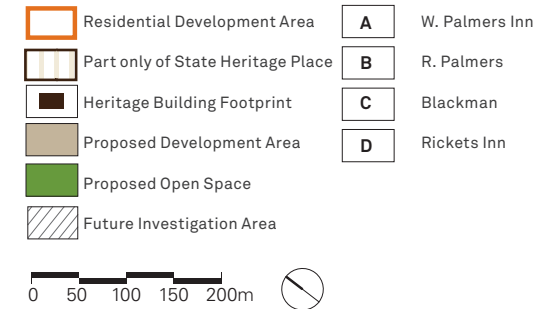 Residential Development Area A W. Palmers Inn
Part only of State Heritage Place B R. Palmers
Heritage Building Footprint C Blackman
Proposed Development Area D Rickets Inn
Proposed Open Space
Future Investigation Area
0 50 100 150 200m